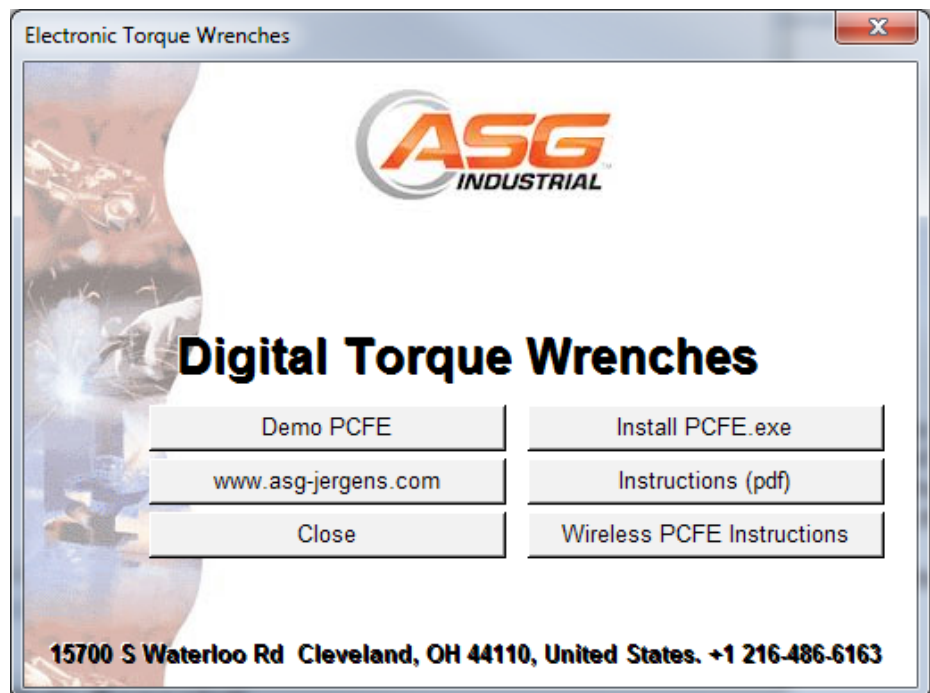 Electronic Torque Wrenches
ASG
INDUSTRIAL™
Digital Torque Wrenches
Demo PCFE
Install PCFE.exe
www.asg-jergens.com
Instructions (pdf)
Close
Wireless PCFE Instructions
15700 S Waterloo Rd  Cleveland, OH 44110, United States. +1 216-486-6163